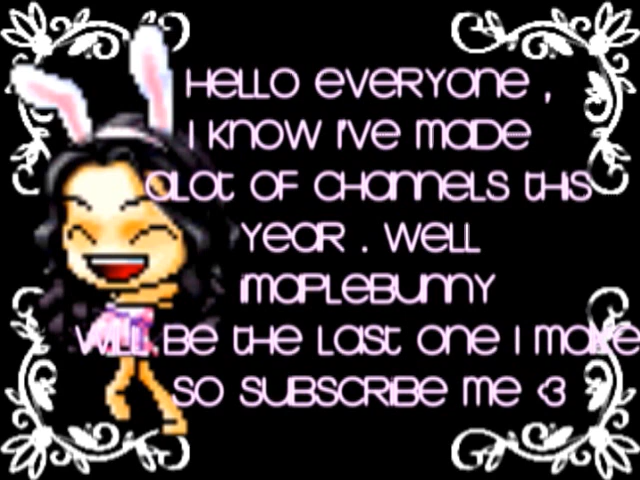 Hello everyone ,
I know I've made
alot of channels this
year . Well
iMapleBunny
will be the last one I make
so subscribe me <3